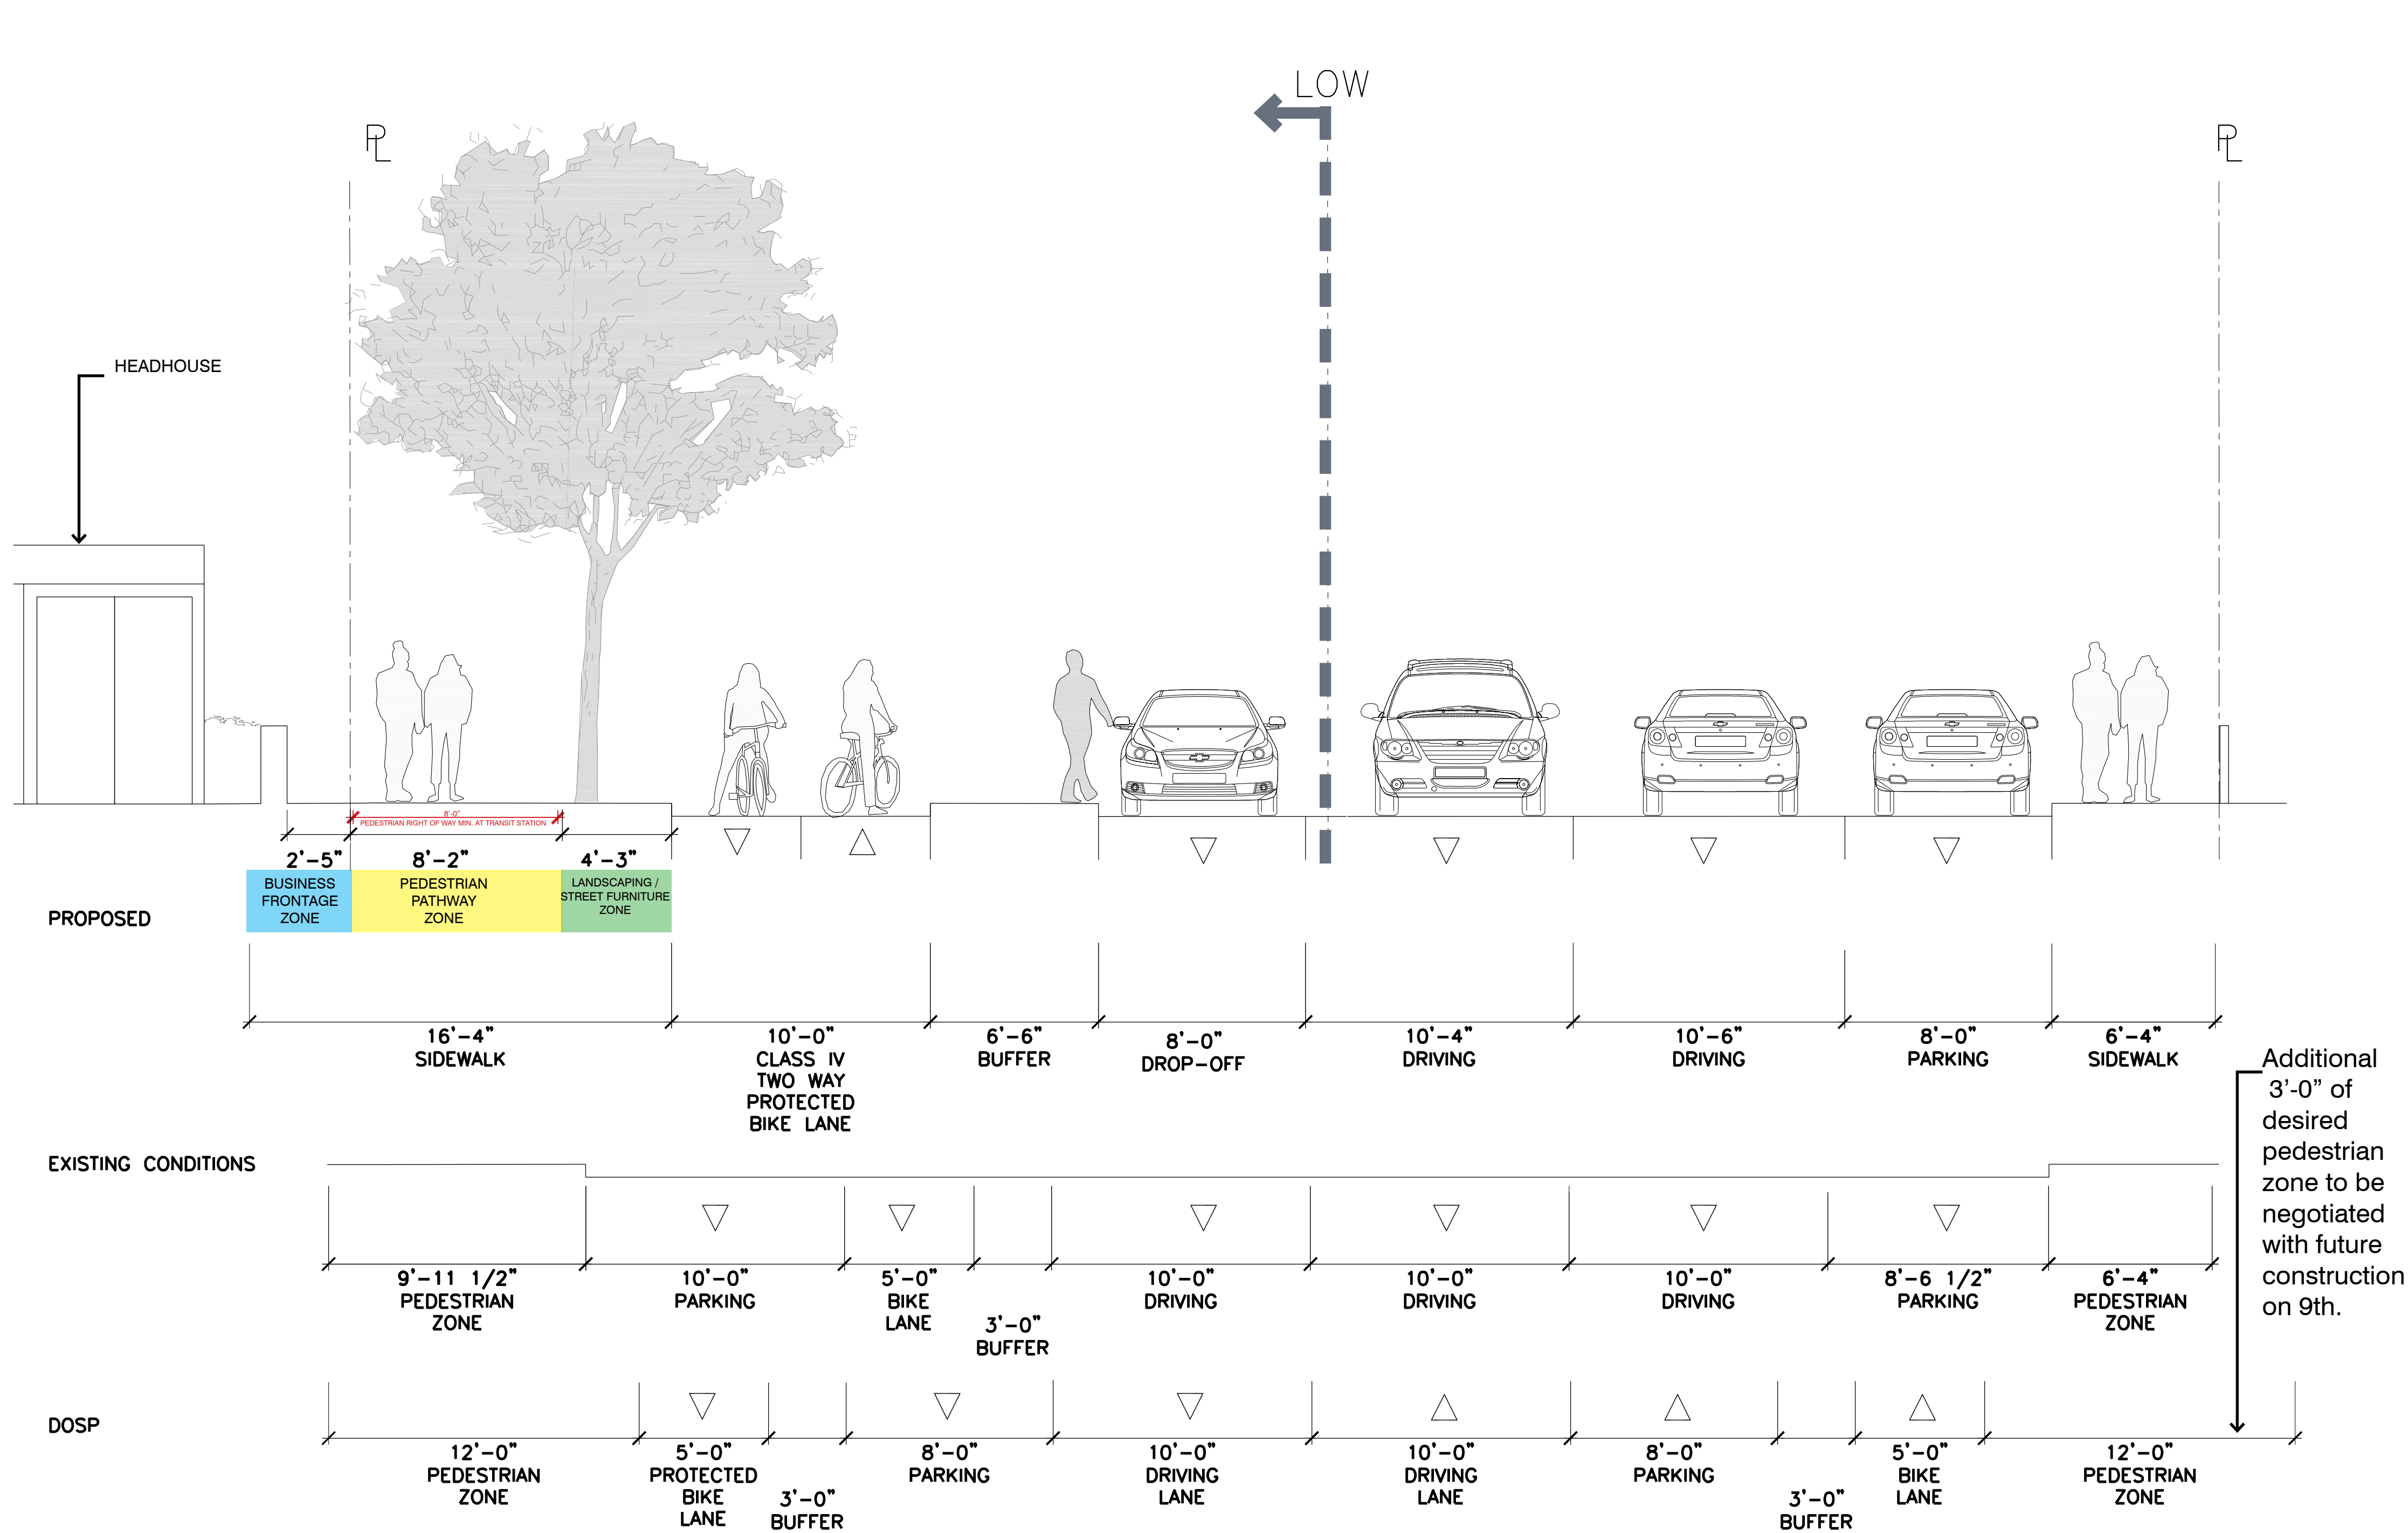 LOW
PL
PL
HEADHOUSE
8'-0"
PEDESTRIAN RIGHT OF WAY MIN. AT TRANSIT STATION
2'-5"
8'-2"
4'-3"
BUSINESS
FRONTAGE
ZONE
PEDESTRIAN
PATHWAY
ZONE
LANDSCAPING /
STREET FURNITURE
ZONE
PROPOSED
16'-4"
SIDEWALK
10'-0"
CLASS IV
TWO WAY
PROTECTED
BIKE LANE
6'-6"
BUFFER
8'-0"
DROP-OFF
10'-4"
DRIVING
10'-6"
DRIVING
8'-0"
PARKING
6'-4"
SIDEWALK
Additional
3'-0" of
desired
pedestrian
zone to be
negotiated
with future
construction
on 9th.
EXISTING CONDITIONS
9'-11 1/2"
PEDESTRIAN
ZONE
10'-0"
PARKING
5'-0"
BIKE
LANE
3'-0"
BUFFER
10'-0"
DRIVING
10'-0"
DRIVING
10'-0"
DRIVING
8'-6 1/2"
PARKING
6'-4"
PEDESTRIAN
ZONE
DOSP
12'-0"
PEDESTRIAN
ZONE
5'-0"
PROTECTED
BIKE
LANE
3'-0"
BUFFER
8'-0"
PARKING
10'-0"
DRIVING
LANE
10'-0"
DRIVING
LANE
8'-0"
PARKING
3'-0"
BUFFER
5'-0"
BIKE
LANE
12'-0"
PEDESTRIAN
ZONE